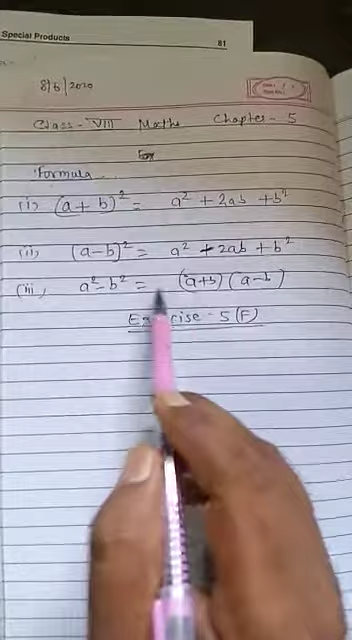 Special Products
81
8/6/2020
Class - VIII Maths Chapter - 5
Formula
(i) (a + b)² = a² + 2ab + b²
(ii) (a-b)² = a² - 2ab + b²
(iii) a² - b² = (a+b) (a-b)
Exercise - 5 (F)